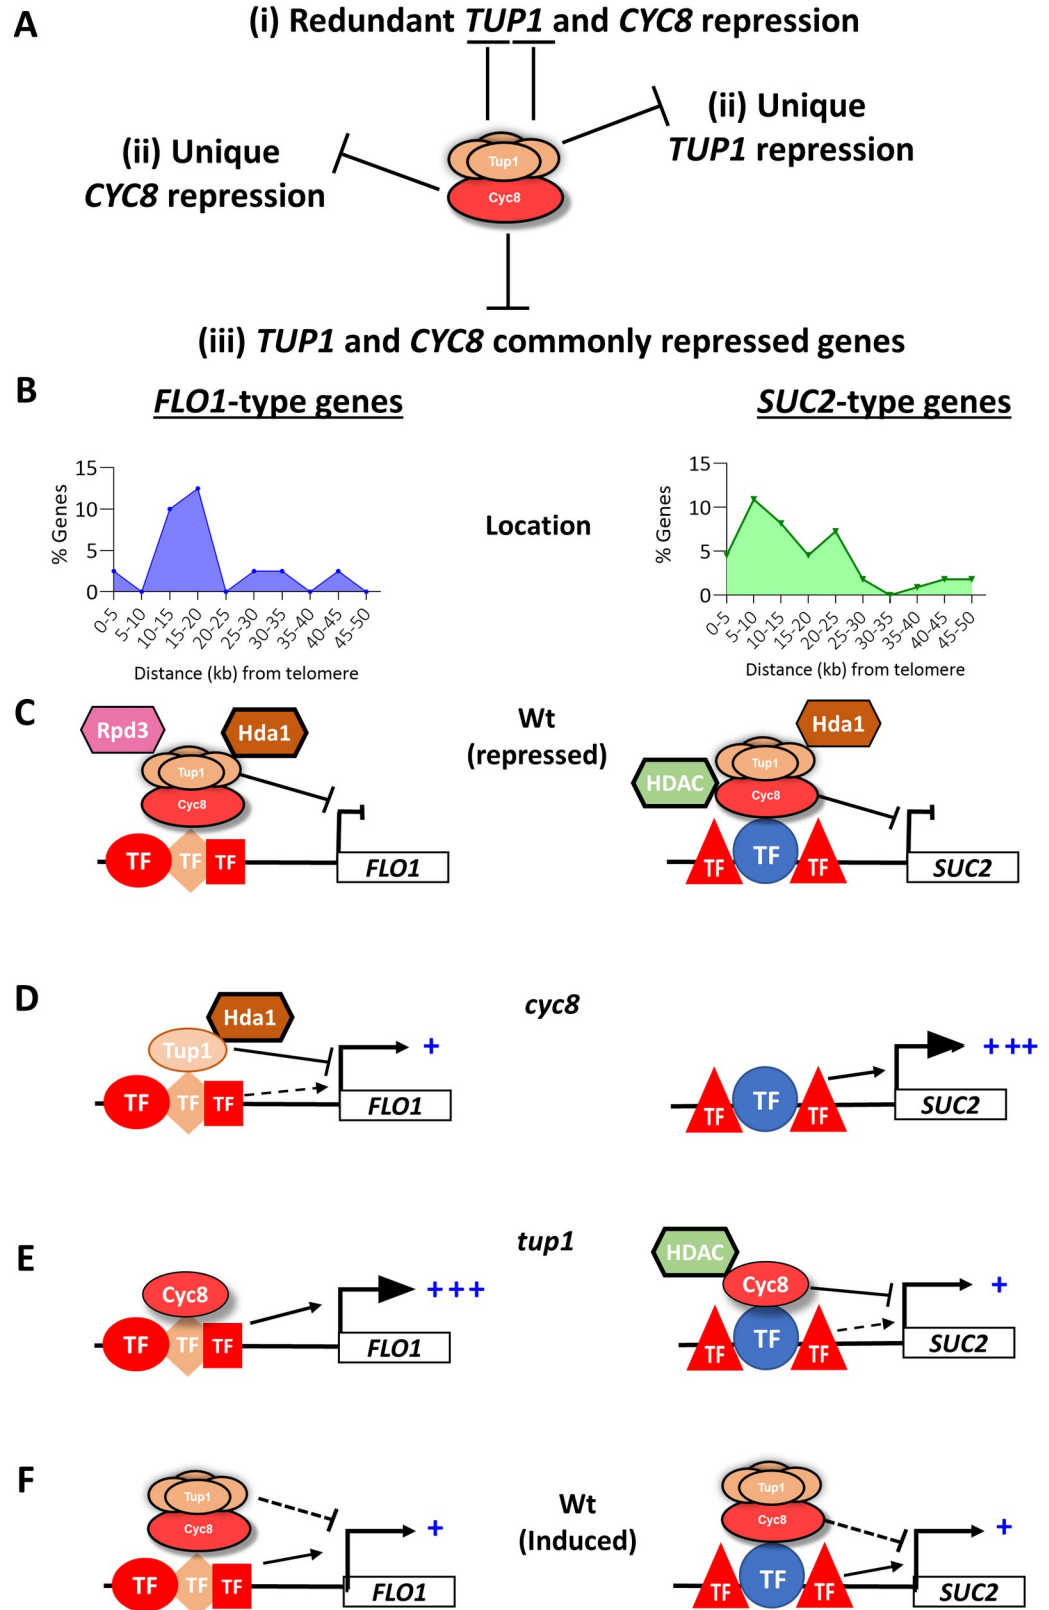 A
(i) Redundant TUP1 and CYC8 repression
(ii) Unique
TUP1 repression
(ii) Unique
CYC8 repression
Tup1
Cyc8
(iii) TUP1 and CYC8 commonly repressed genes
B
FLO1-type genes
SUC2-type genes
% Genes
15
10
5
0
0-5
5-10
10-15
15-20
20-25
25-30
30-35
35-40
40-45
45-50
Distance (kb) from telomere
Location
% Genes
15
10
5
0
0-5
5-10
10-15
15-20
20-25
25-30
30-35
35-40
40-45
45-50
Distance (kb) from telomere
C
Wt
(repressed)
Rpd3
Hda1
Tup1
Cyc8
TF TF TF
FLO1
Hda1
HDAC
Tup1
Cyc8
TF TF TF
SUC2
D
cyc8
Hda1
Tup1
+
TF TF TF
FLO1
+++
TF TF TF
SUC2
E
tup1
Cyc8
+++
TF TF TF
FLO1
HDAC
Cyc8
+
TF TF TF
SUC2
F
Wt
(Induced)
Tup1
Cyc8
+
TF TF TF
FLO1
Tup1
Cyc8
+
TF TF TF
SUC2